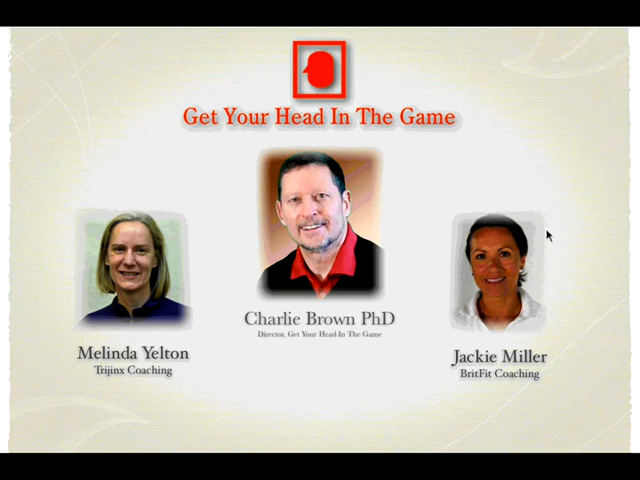 Get Your Head In The Game
Charlie Brown PhD
Director, Get Your Head In The Game
Melinda Yelton
Trijinx Coaching
Jackie Miller
BritFit Coaching